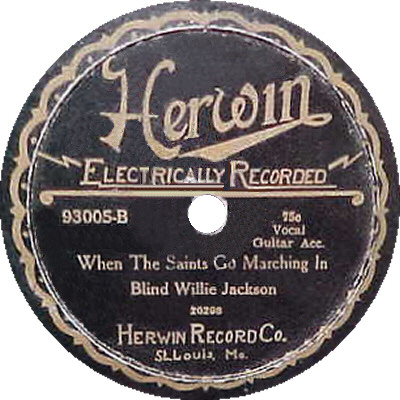 Herwin
ELECTRICALLY RECORDED
93005-B
75c
Vocal
Guitar Acc.
When The Saints Go Marching In
Blind Willie Jackson
20298
HERWIN RECORD CO.
St. Louis, Mo.